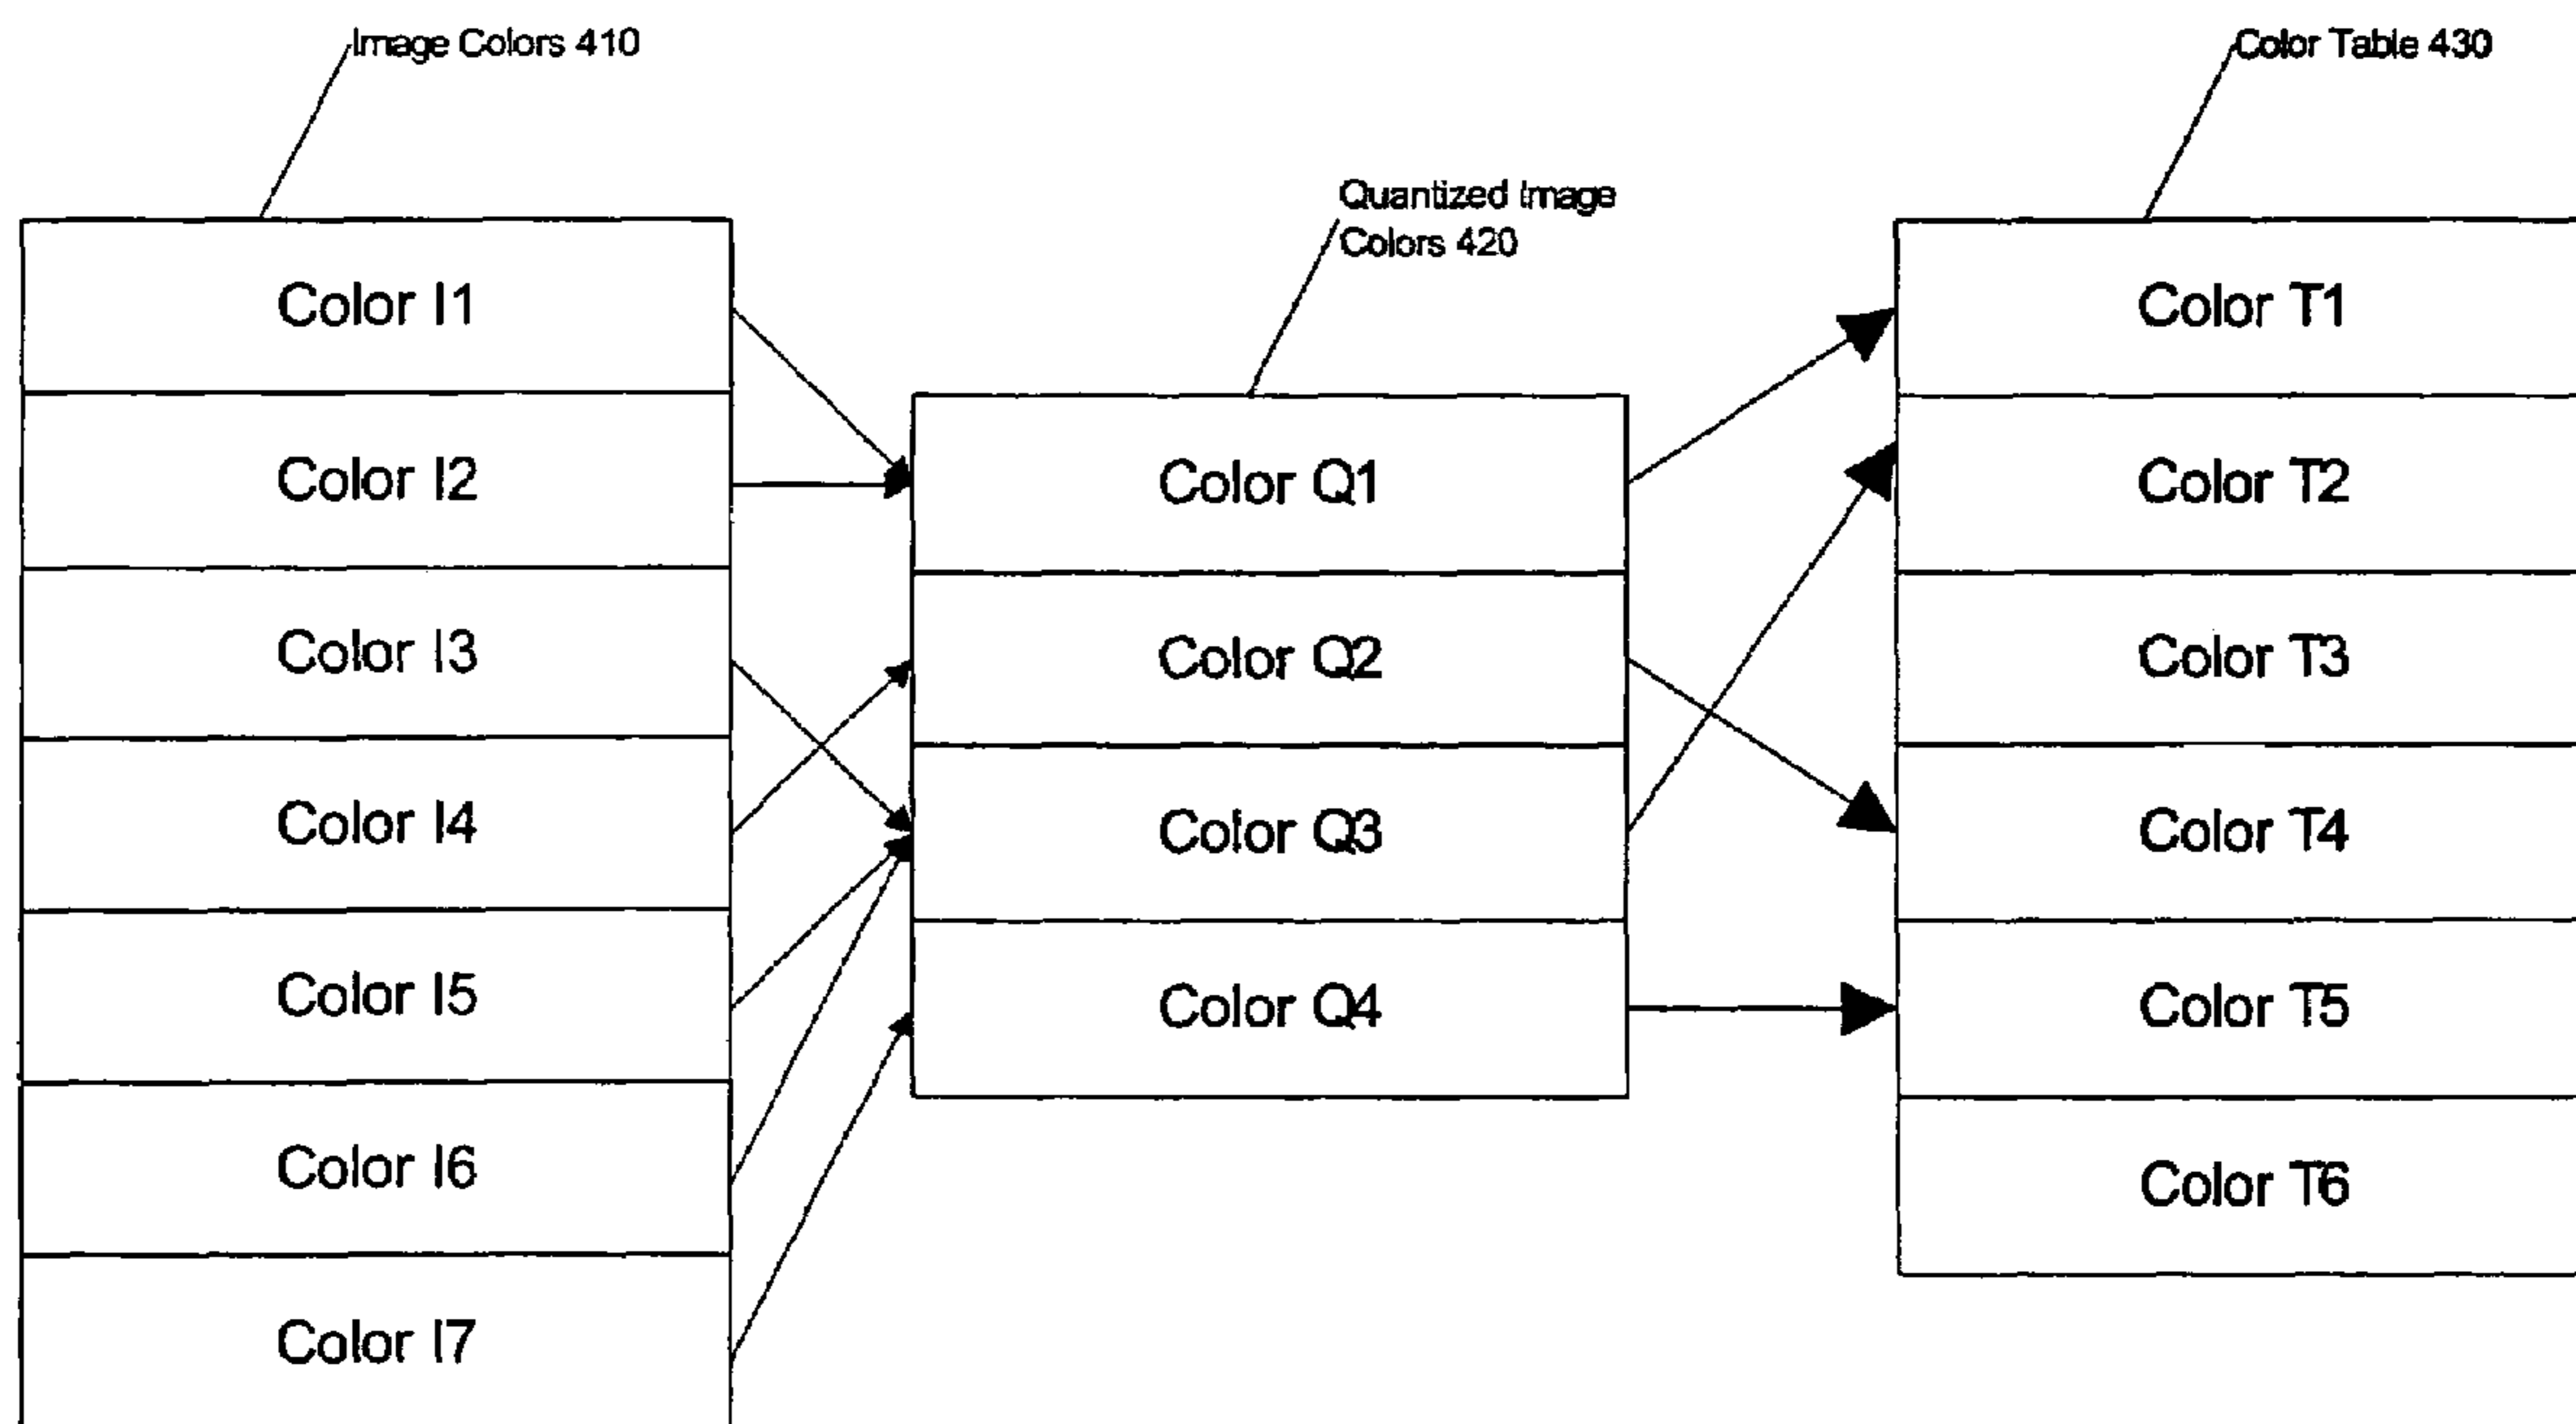 Image Colors 410
Color I1
Color I2
Color I3
Color I4
Color I5
Color I6
Color I7
Quantized Image
Colors 420
Color Q1
Color Q2
Color Q3
Color Q4
Color Table 430
Color T1
Color T2
Color T3
Color T4
Color T5
Color T6